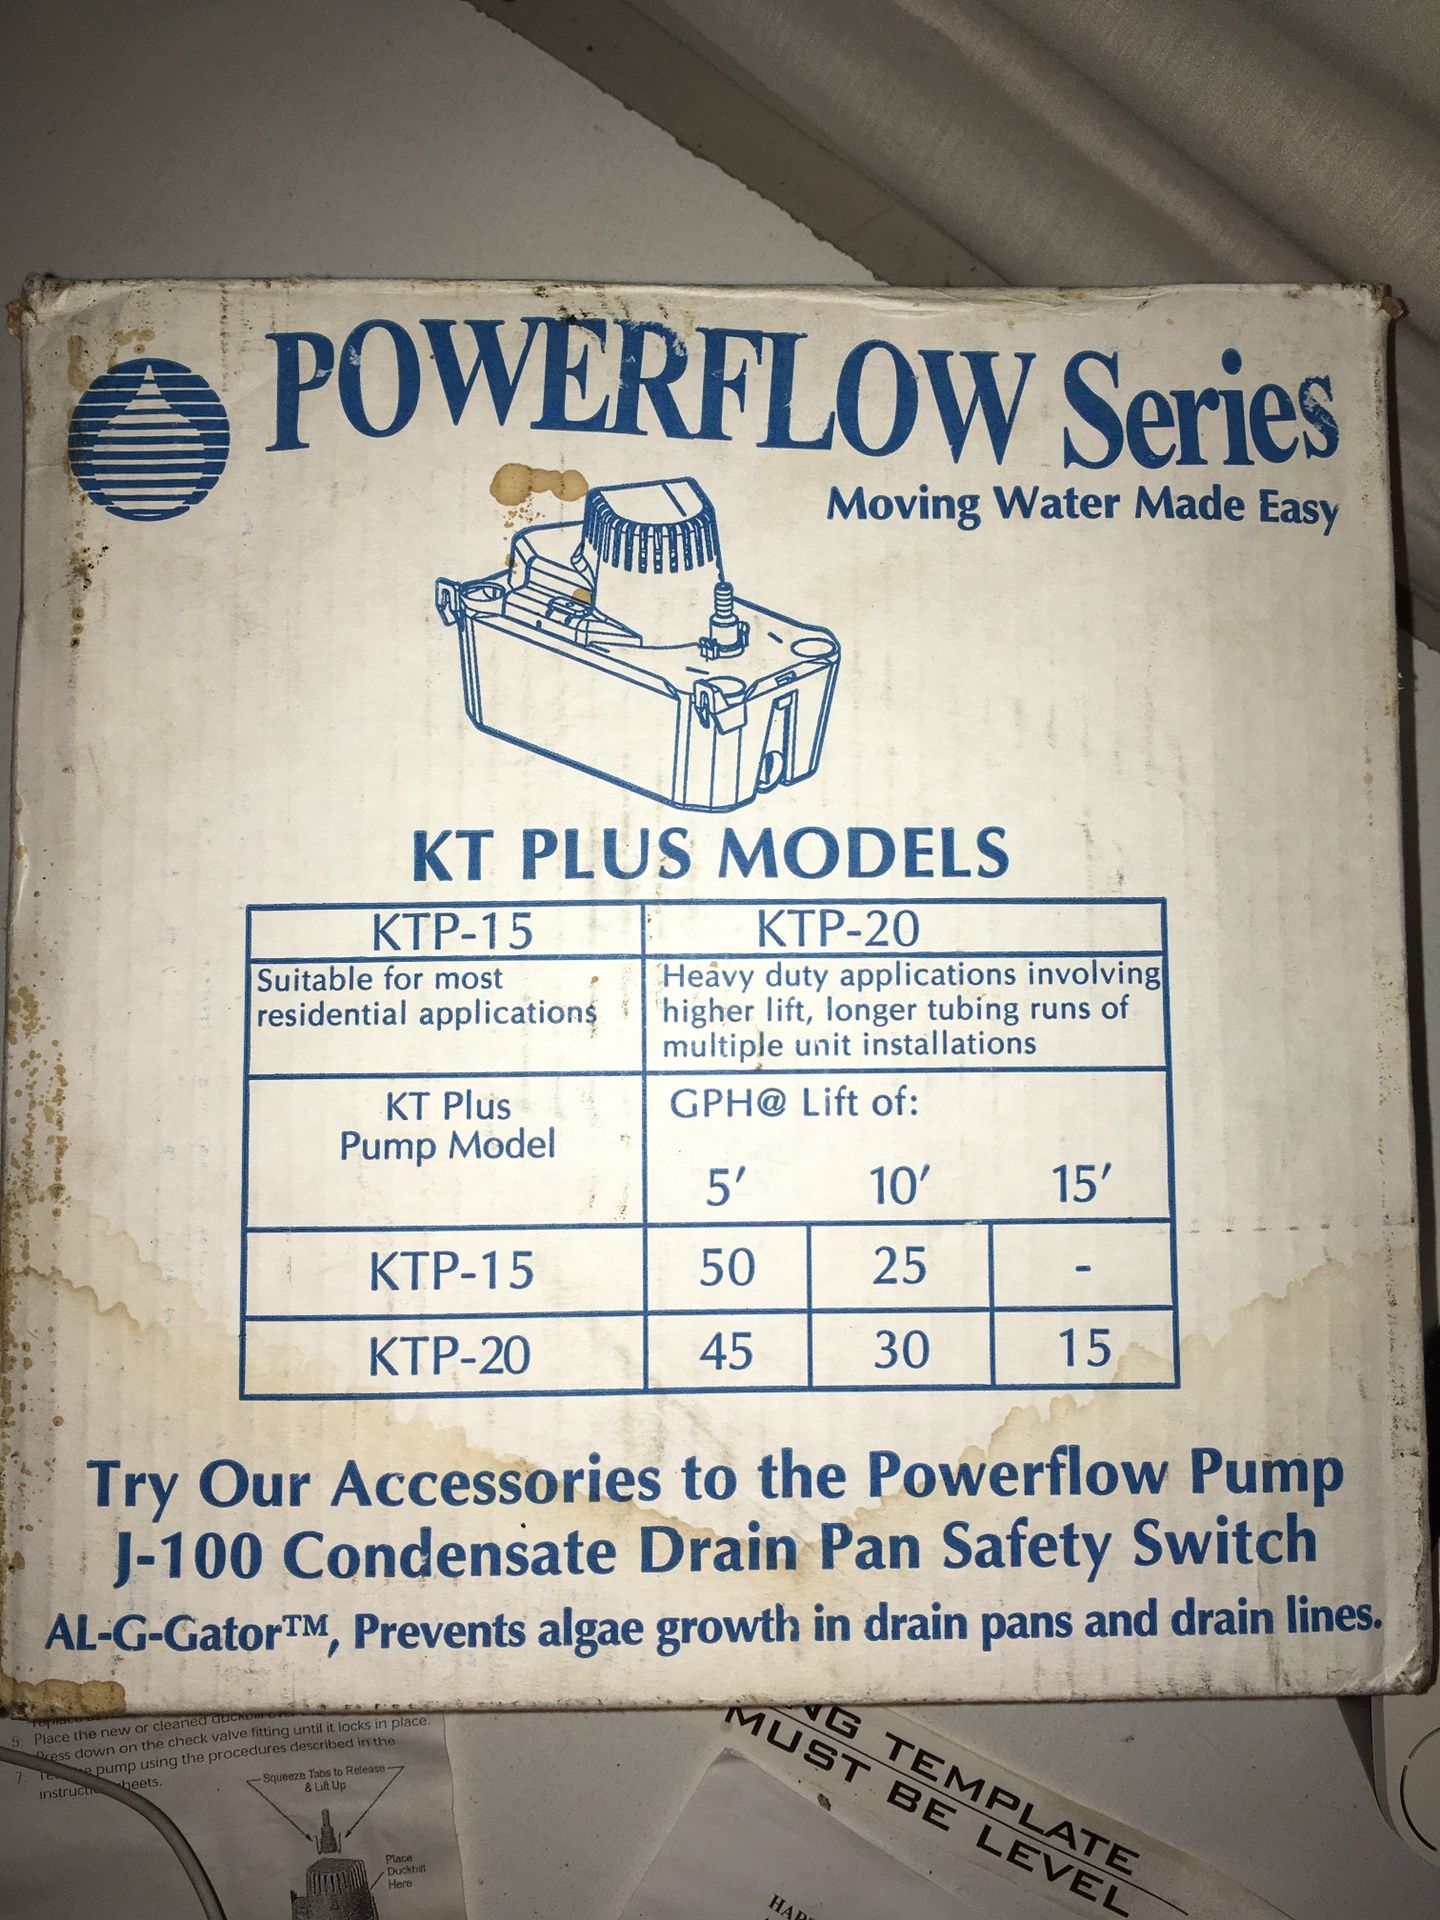 POWERFLOW Series
Moving Water Made Easy
KT PLUS MODELS
KTP-15 KTP-20
Suitable for most
residential applications
Heavy duty applications involving
higher lift, longer tubing runs of
multiple unit installations
KT Plus
Pump Model
GPH@ Lift of:
5' 10' 15'
KTP-15 50 25 -
KTP-20 45 30 15
Try Our Accessories to the Powerflow Pump
J-100 Condensate Drain Pan Safety Switch
AL-G-Gator™, Prevents algae growth in drain pans and drain lines.
5. Place the new or cleaned duckbill
Press down on the check valve fitting until it locks in place.
7. pump using the procedures described in the
Squeeze Tabs to Release
& Lift Up
Place
Duckbill
Here
TEMPLATE
MUST BE LEVEL